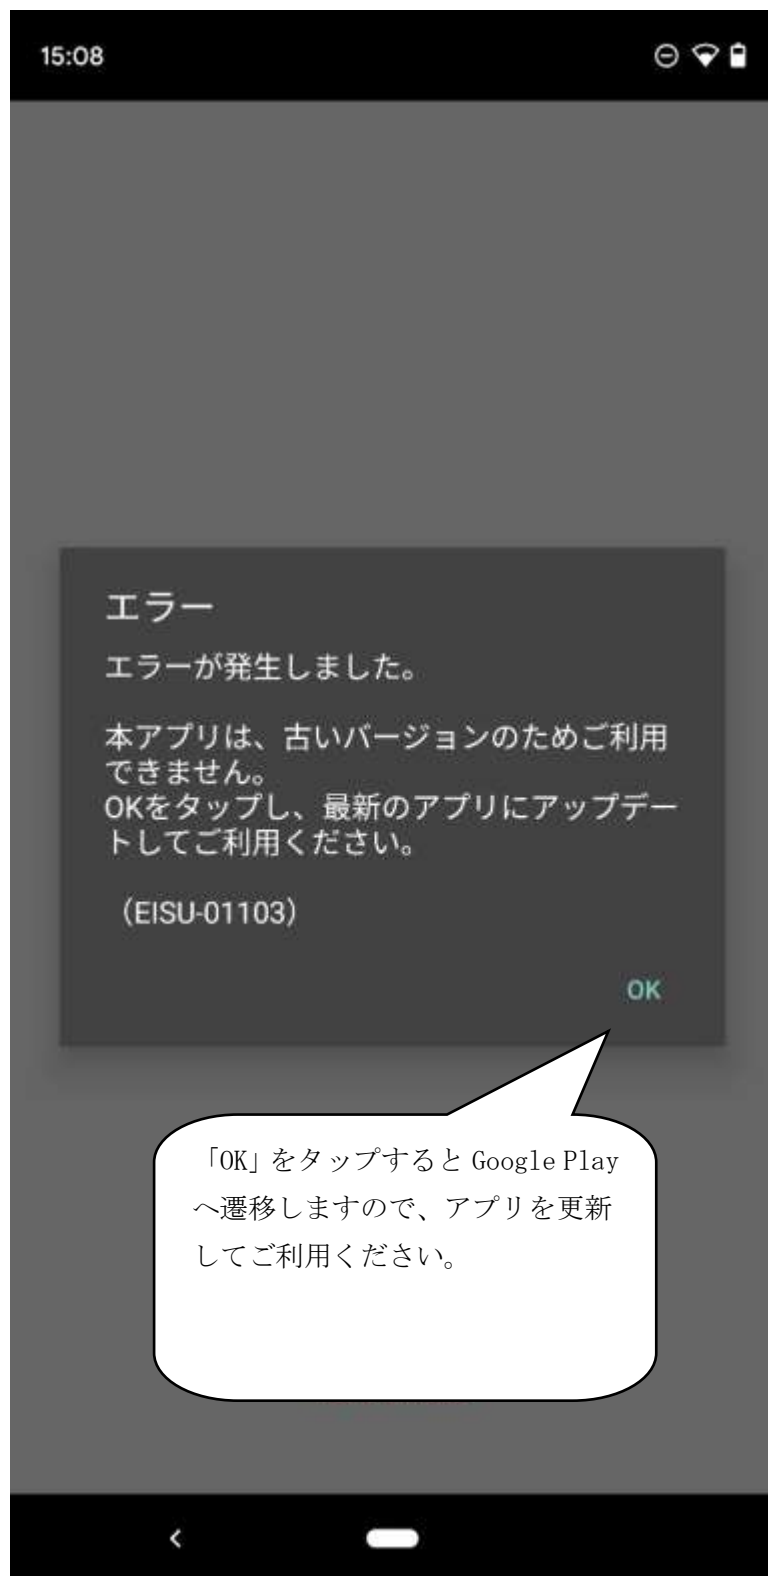 15:08
エラー
エラーが発生しました。
本アプリは、古いバージョンのためご利用
できません。
OKをタップし、最新のアプリにアップデー
トしてご利用ください。
（EISU-01103）
OK
「OK」をタップすると Google Play
へ遷移しますので、アプリを更新
してご利用ください。